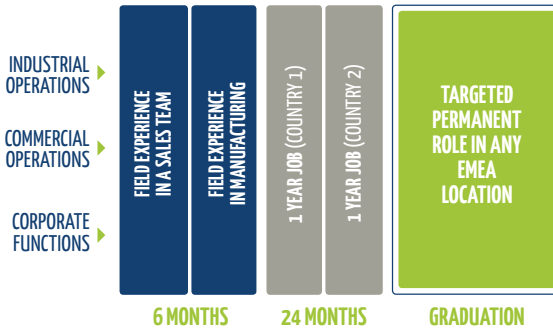 INDUSTRIAL
OPERATIONS
COMMERCIAL
OPERATIONS
CORPORATE
FUNCTIONS
FIELD EXPERIENCE
IN A SALES TEAM
FIELD EXPERIENCE
IN MANUFACTURING
1 YEAR JOB (COUNTRY 1)
1 YEAR JOB (COUNTRY 2)
TARGETED
PERMANENT
ROLE IN ANY
EMEA
LOCATION
6 MONTHS
24 MONTHS
GRADUATION